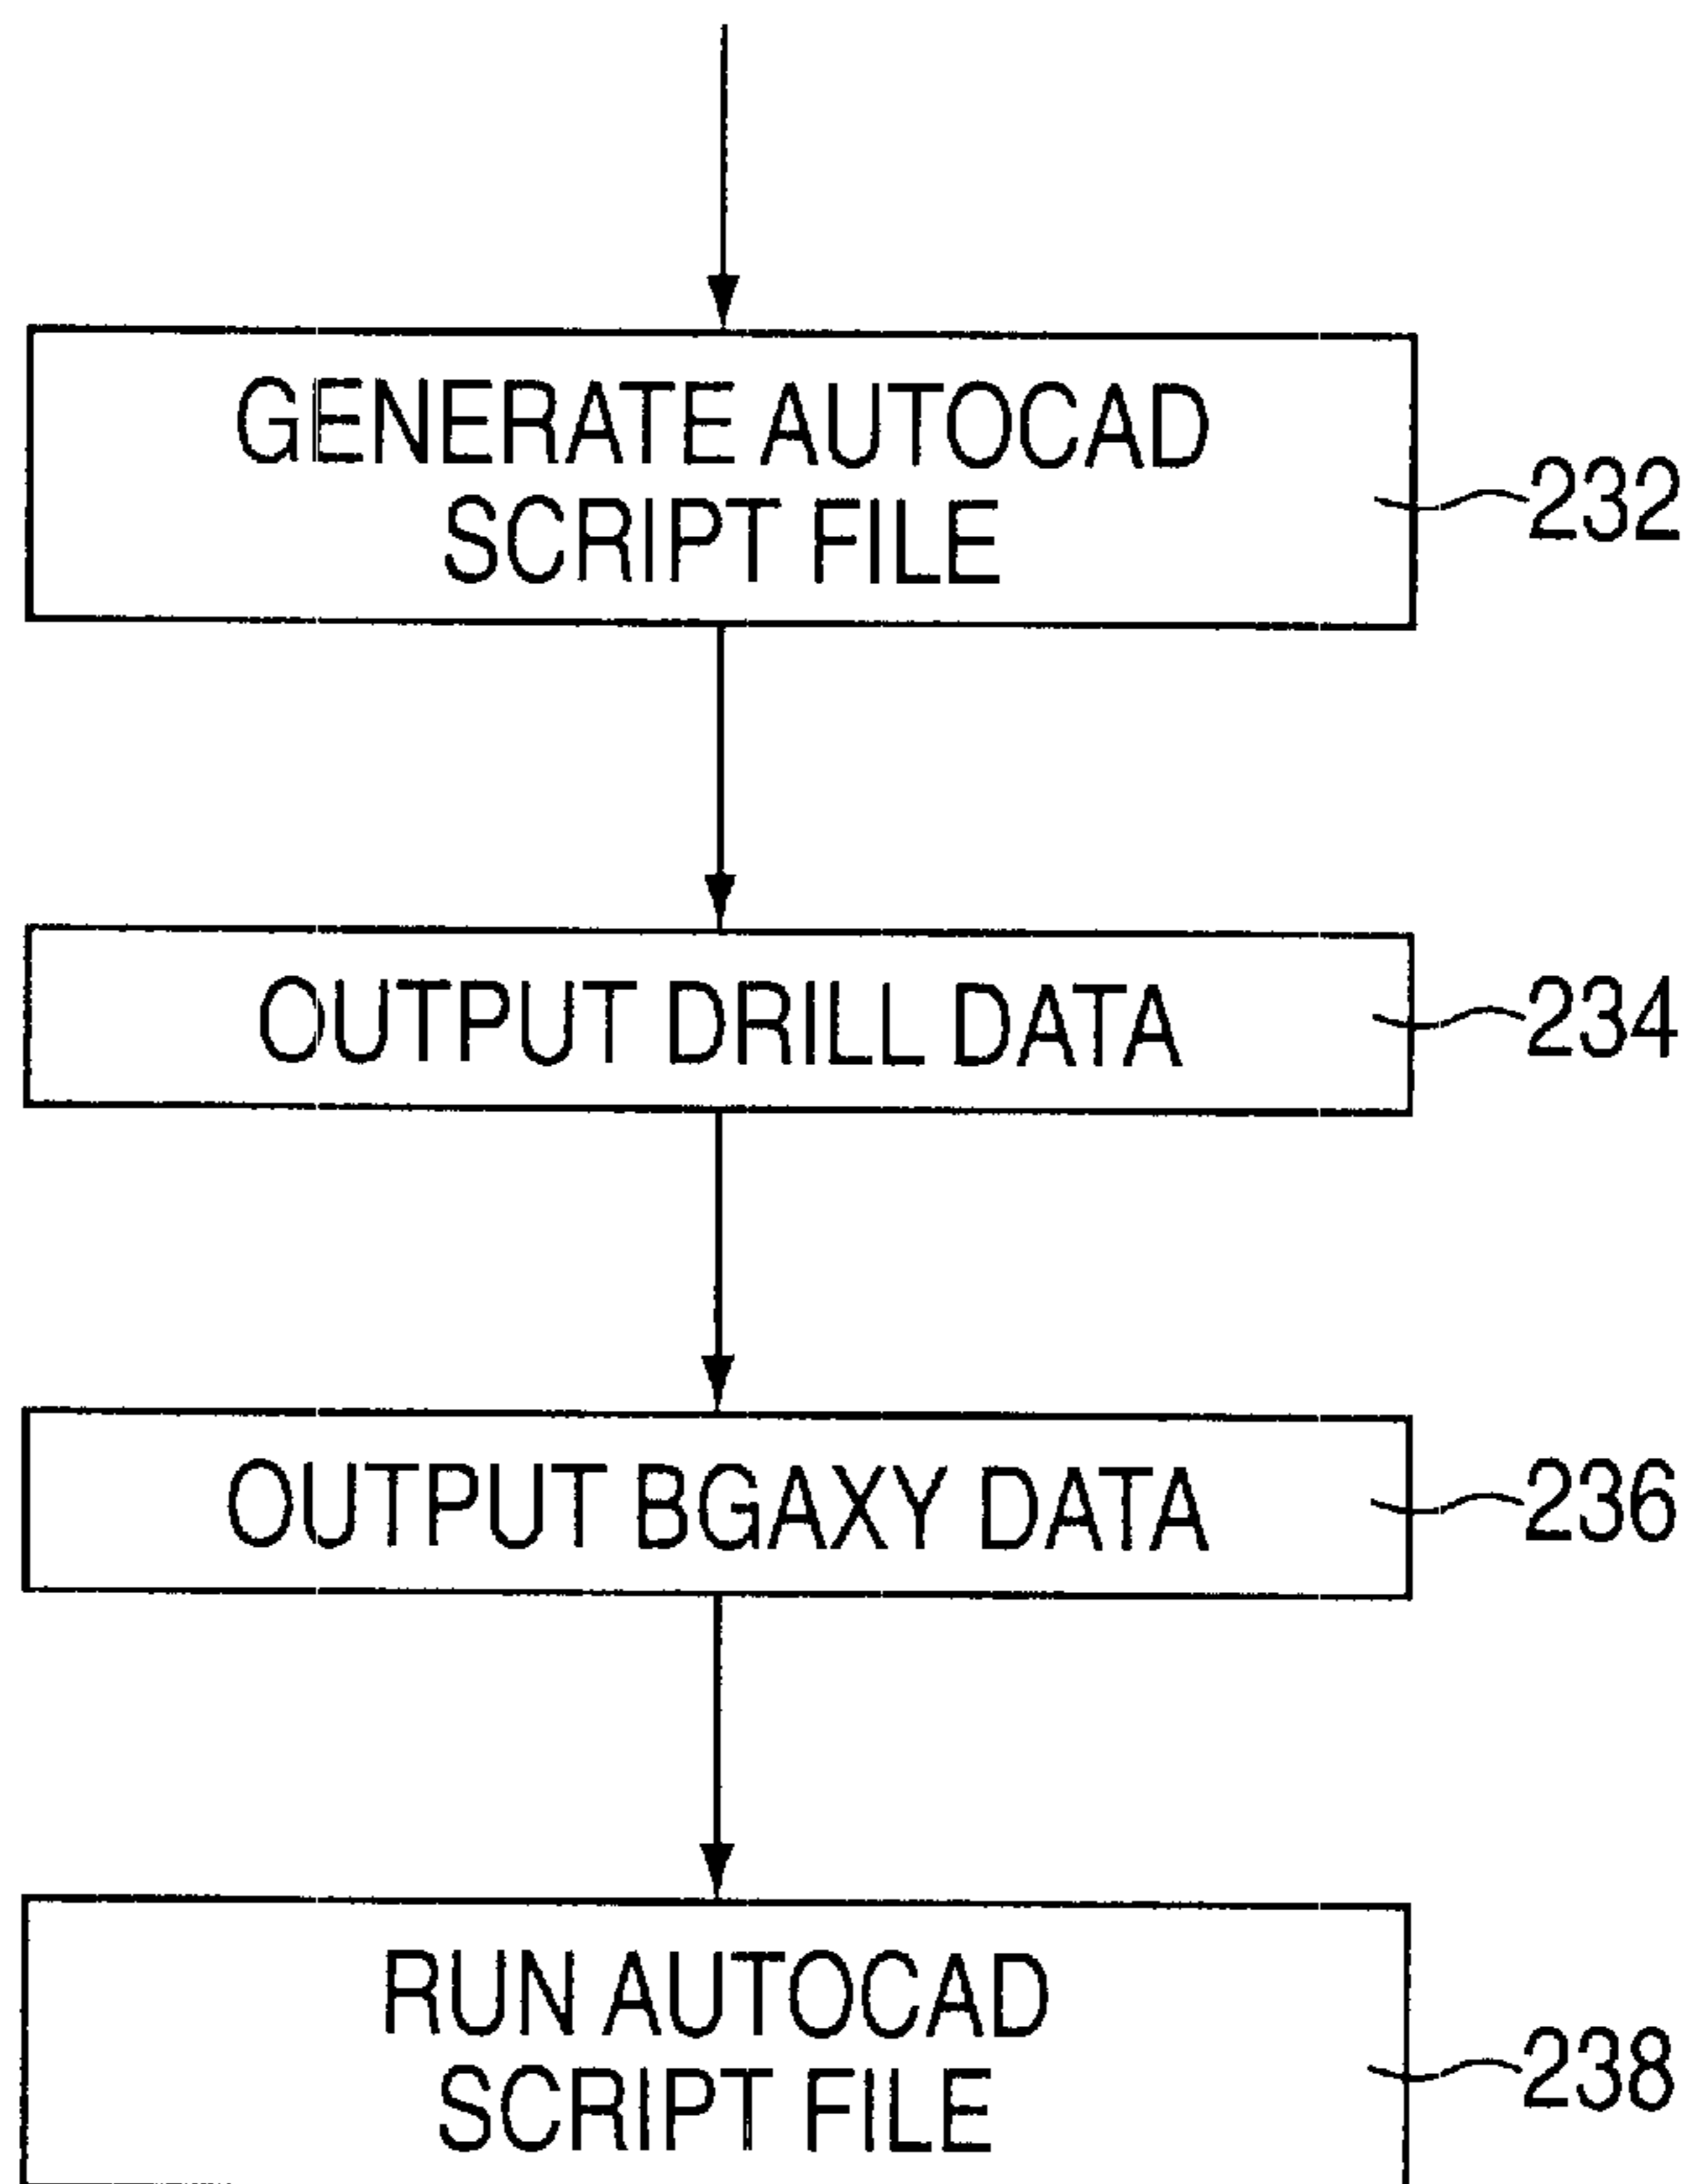 GENERATE AUTOCAD
SCRIPT FILE
232
OUTPUT DRILL DATA
234
OUTPUT BGAXY DATA
236
RUN AUTOCAD
SCRIPT FILE
238